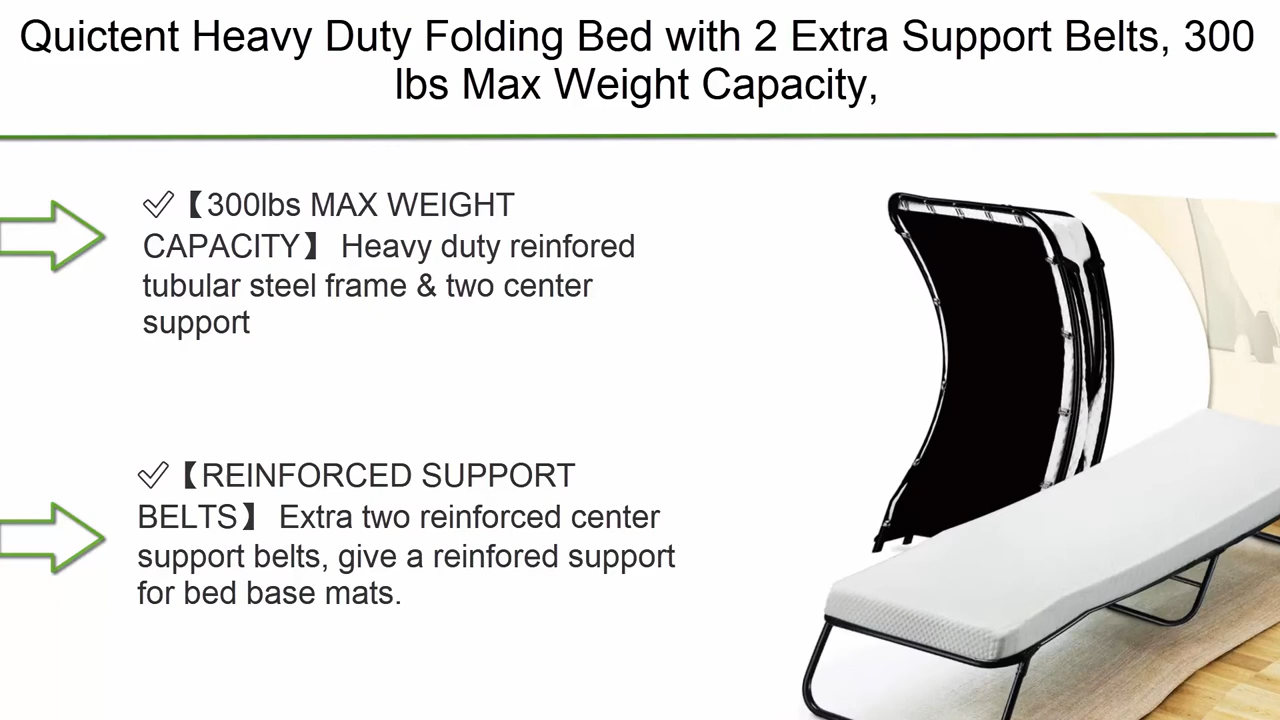 Quictent Heavy Duty Folding Bed with 2 Extra Support Belts, 300
lbs Max Weight Capacity,
✅【300lbs MAX WEIGHT
CAPACITY】 Heavy duty reinfored
tubular steel frame & two center
support
✅【REINFORCED SUPPORT
BELTS】 Extra two reinforced center
support belts, give a reinfored support
for bed base mats.